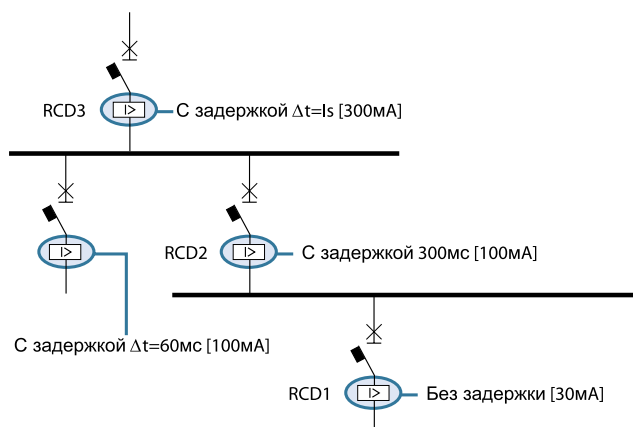 RCD3
I>
С задержкой Δt=Is [300мА]
I>
RCD2
I>
С задержкой 300мс [100мА]
С задержкой Δt=60мс [100мА]
RCD1
I>
Без задержки [30мА]